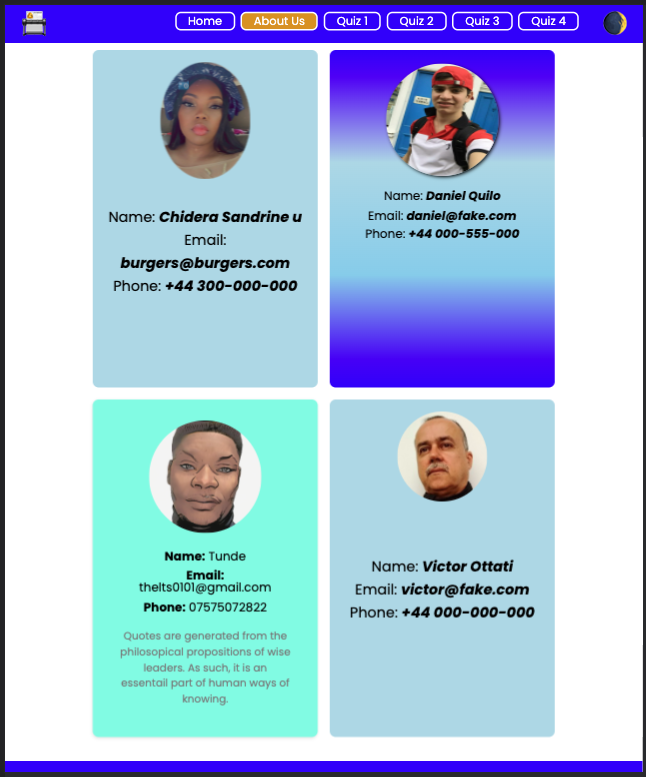 Home About Us Quiz 1 Quiz 2 Quiz 3 Quiz 4
Name: Chidera Sandrine u
Email:
burgers@burgers.com
Phone: +44 300-000-000
Name: Daniel Quilo
Email: daniel@fake.com
Phone: +44 000-555-000
Name: Tunde
Email:
thelts0101@gmail.com
Phone: 07575072822
Quotes are generated from the
philosopical propositions of wise
leaders. As such, it is an
essentail part of human ways of
knowing.
Name: Victor Ottati
Email: victor@fake.com
Phone: +44 000-000-000